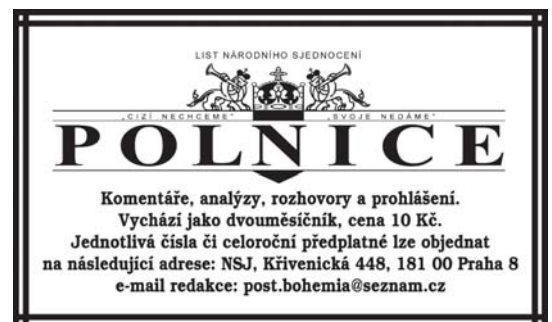 LIST NÁRODNÍHO SJEDNOCENÍ
„CIZÍ NECHCEME“ „SVOJE NEDÁME“
POLNICE
Komentáře, analýzy, rozhovory a prohlášení.
Vychází jako dvouměsíčník, cena 10 Kč.
Jednotlivá čísla či celoroční předplatné lze objednat
na následující adrese: NSJ, Křivenická 448, 181 00 Praha 8
e-mail redakce: post.bohemia@seznam.cz